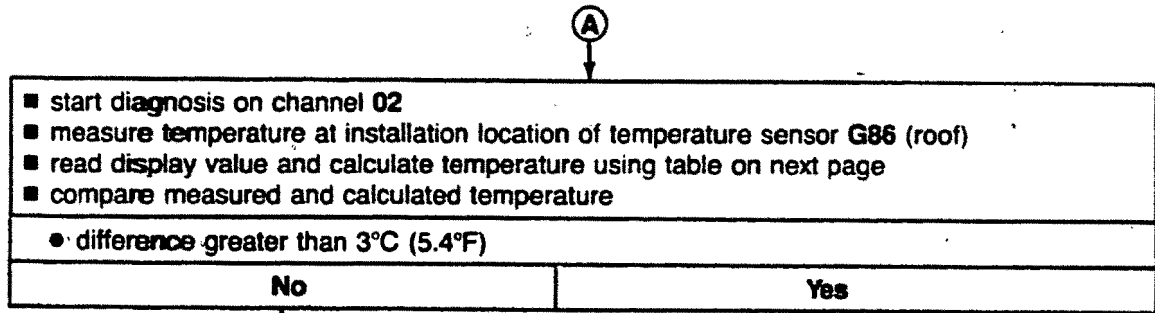 A
■ start diagnosis on channel 02
■ measure temperature at installation location of temperature sensor G86 (roof)
■ read display value and calculate temperature using table on next page
■ compare measured and calculated temperature
● difference greater than 3°C (5.4°F)
No Yes